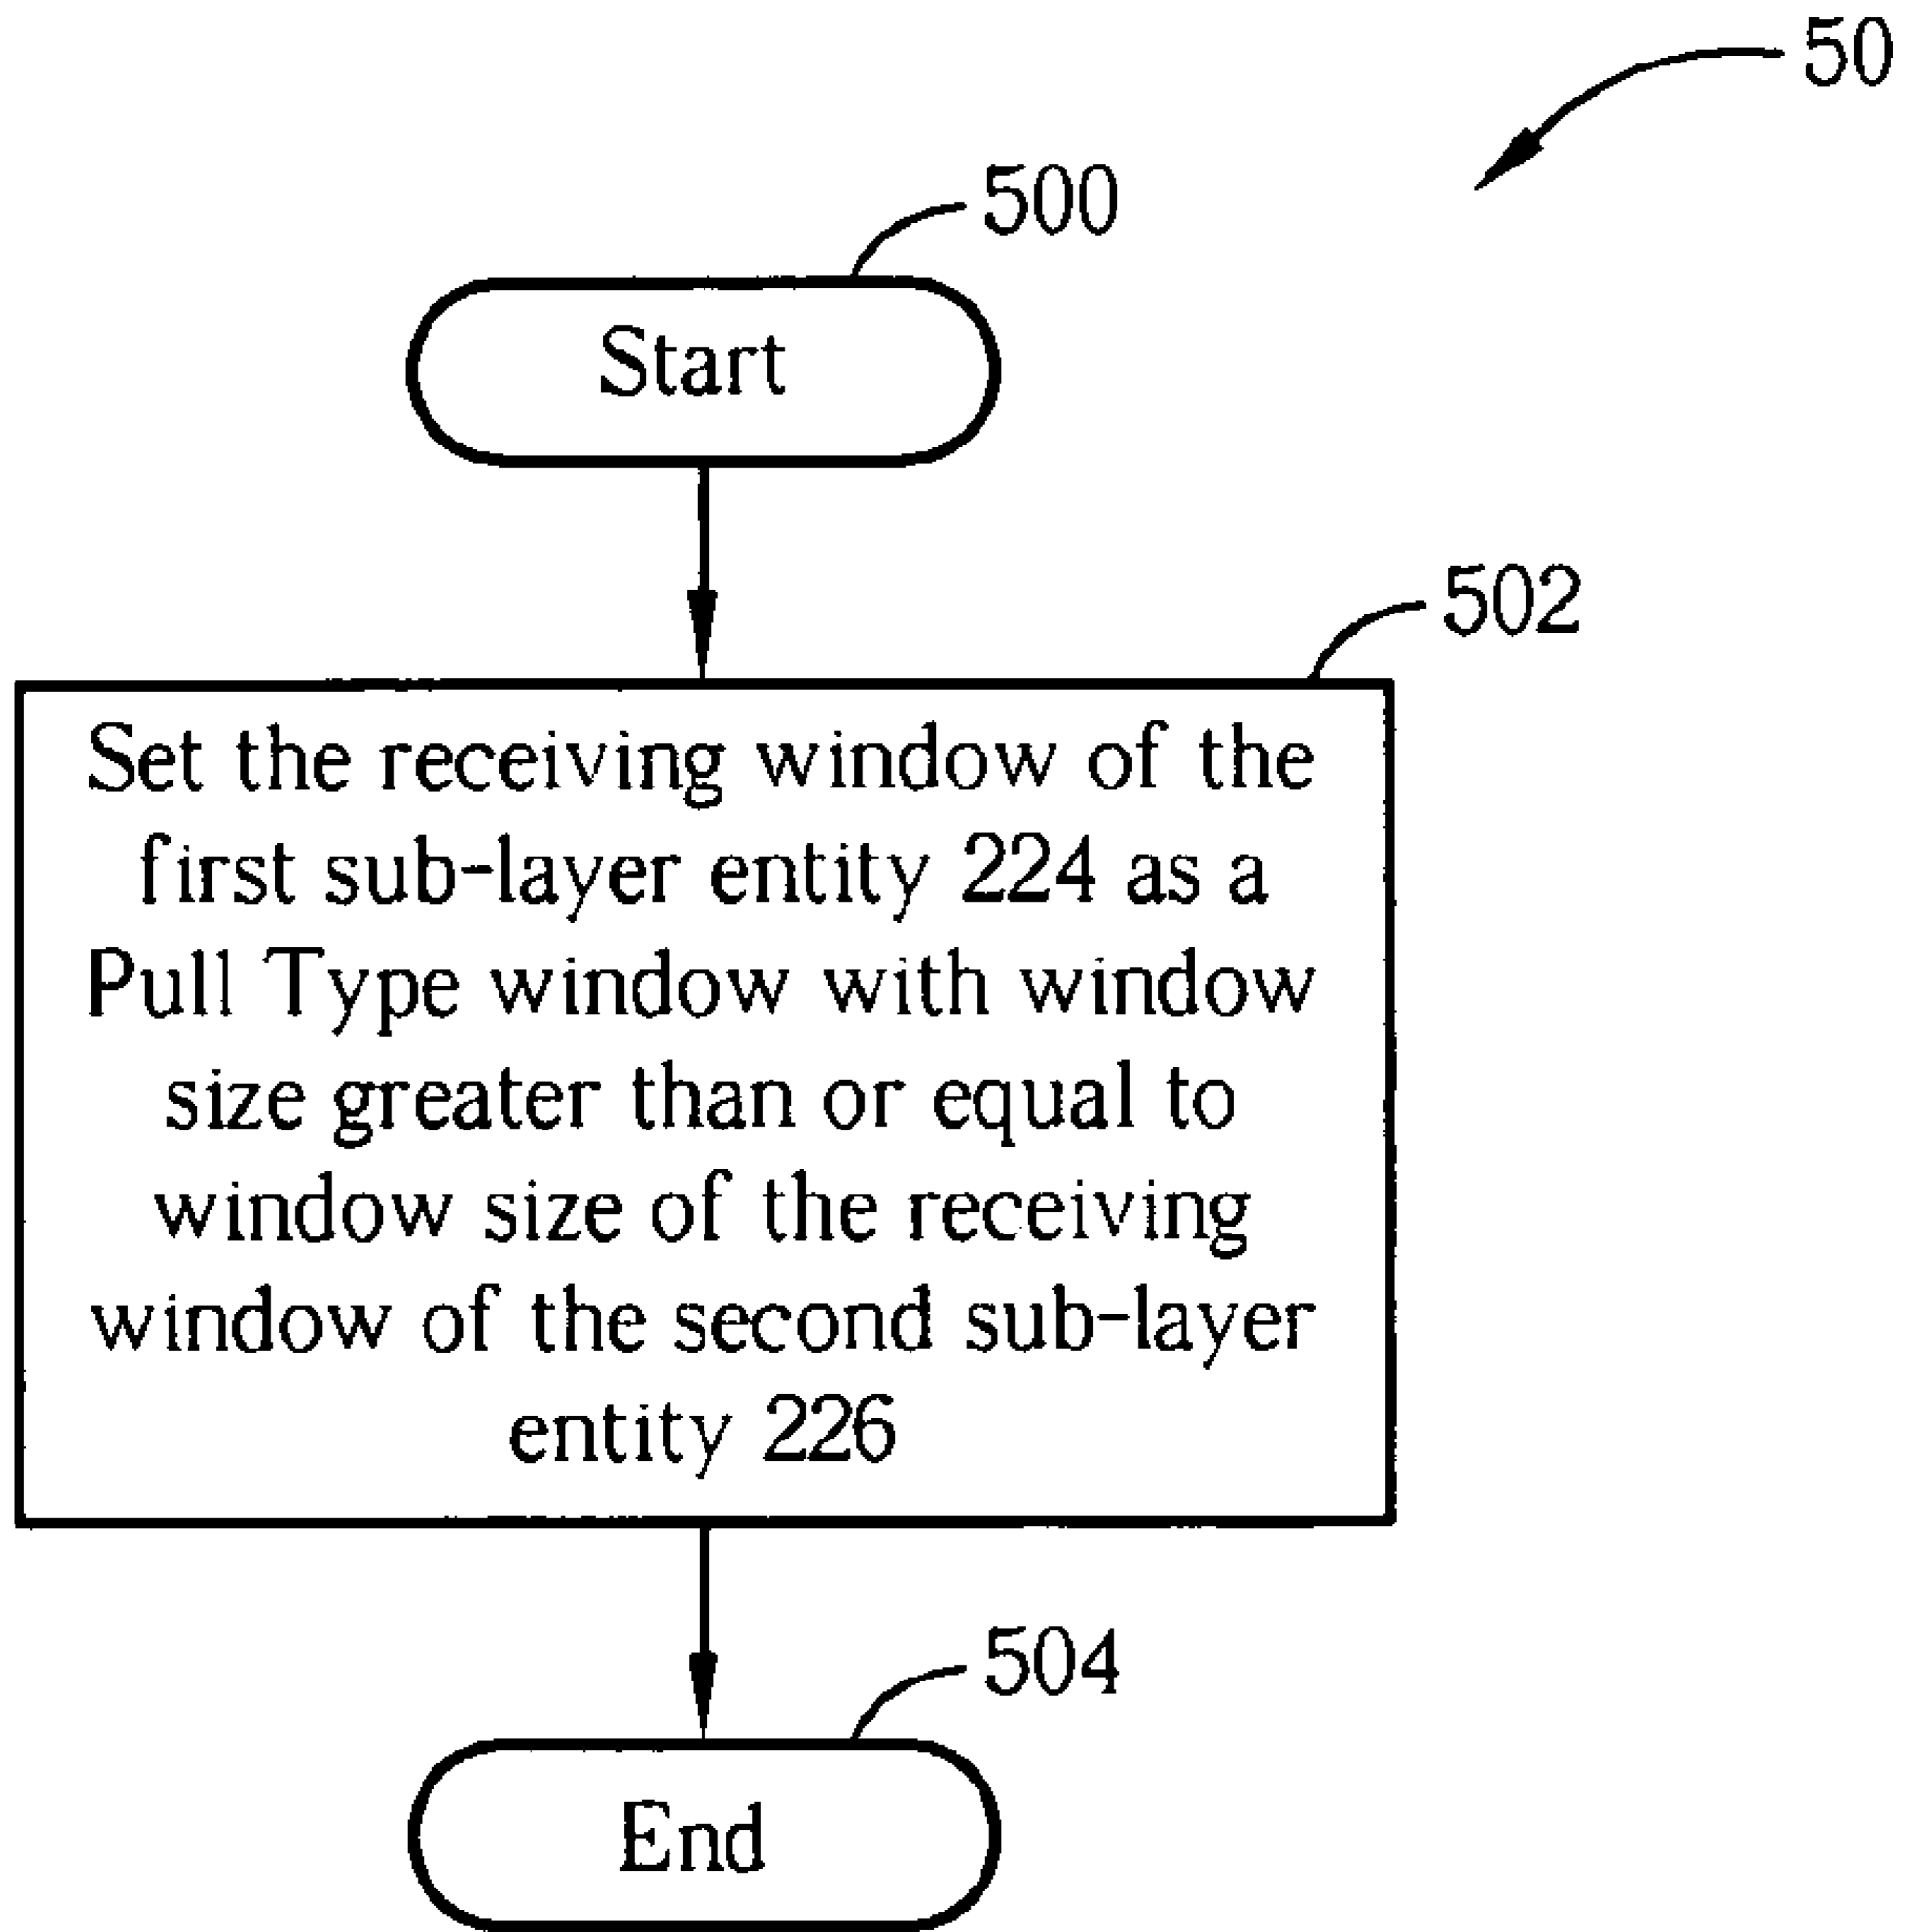 50
500
Start
502
Set the receiving window of the
first sub-layer entity 224 as a
Pull Type window with window
size greater than or equal to
window size of the receiving
window of the second sub-layer
entity 226
504
End